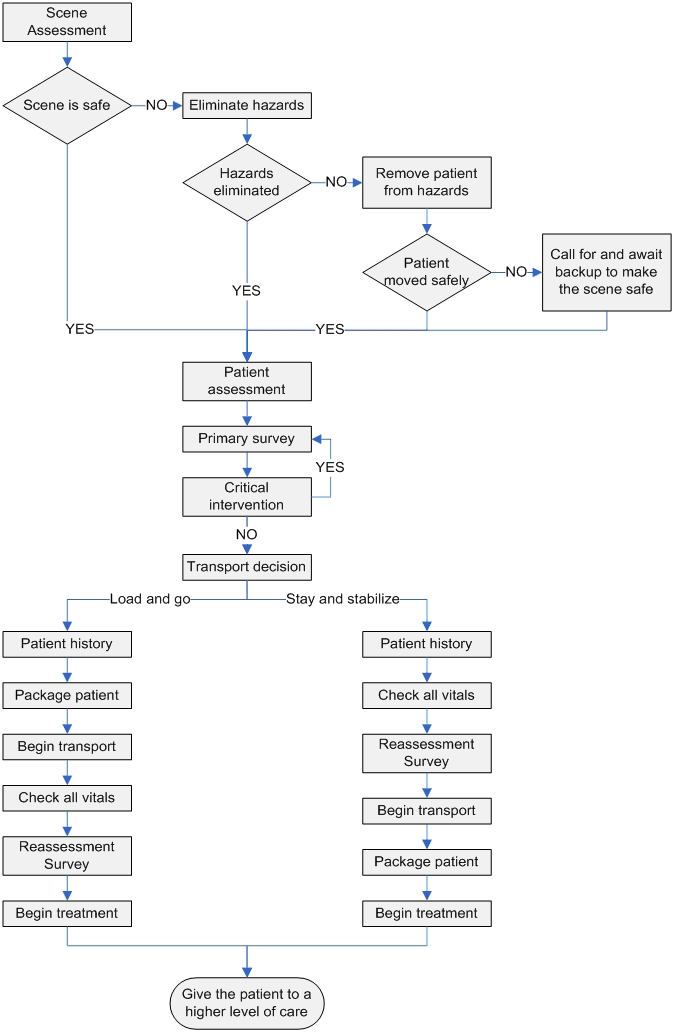 Scene
Assessment
Scene is safe
NO
Eliminate hazards
Hazards
eliminated
NO
Remove patient
from hazards
Patient
moved safely
NO
Call for and await
backup to make
the scene safe
YES
YES
YES
Patient
assessment
Primary survey
YES
Critical
intervention
NO
Transport decision
Load and go
Stay and stabilize
Patient history
Package patient
Begin transport
Check all vitals
Reassessment
Survey
Begin treatment
Patient history
Check all vitals
Reassessment
Survey
Begin transport
Package patient
Begin treatment
Give the patient to a
higher level of care